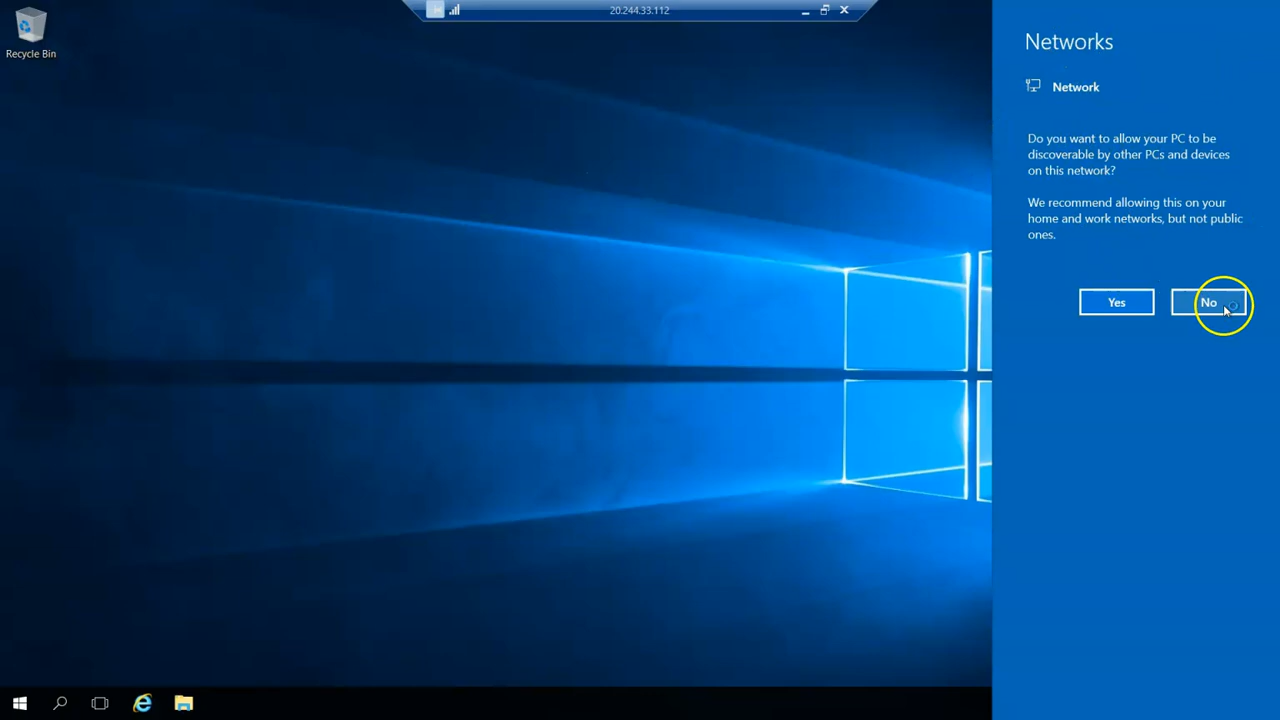 20.244.33.112
Recycle Bin
Networks
Network
Do you want to allow your PC to be
discoverable by other PCs and devices
on this network?
We recommend allowing this on your
home and work networks, but not public
ones.
Yes
No